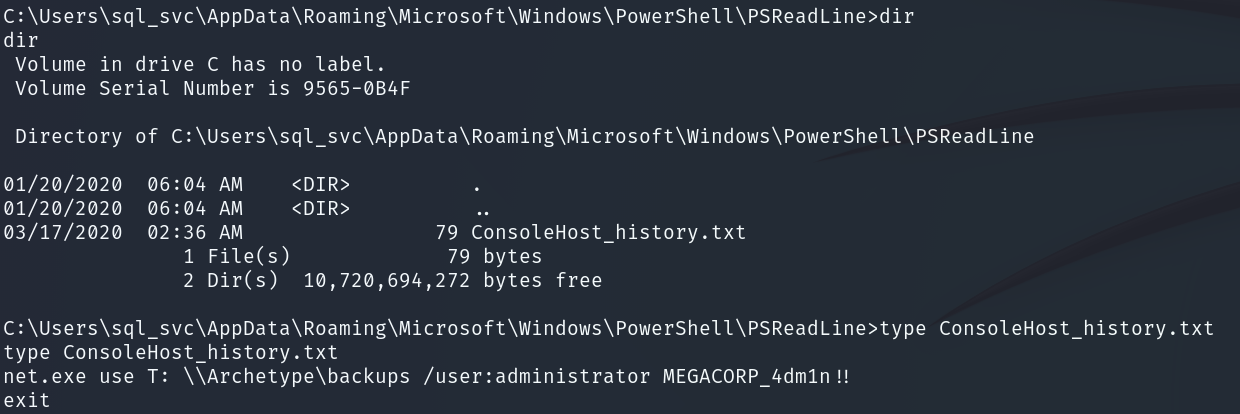 C:\Users\sql_svc\AppData\Roaming\Microsoft\Windows\PowerShell\PSReadLine>dir
dir
 Volume in drive C has no label.
 Volume Serial Number is 9565-0B4F

 Directory of C:\Users\sql_svc\AppData\Roaming\Microsoft\Windows\PowerShell\PSReadLine

01/20/2020  06:04 AM    <DIR>          .
01/20/2020  06:04 AM    <DIR>          ..
03/17/2020  02:36 AM                79 ConsoleHost_history.txt
               1 File(s)             79 bytes
               2 Dir(s)  10,720,694,272 bytes free

C:\Users\sql_svc\AppData\Roaming\Microsoft\Windows\PowerShell\PSReadLine>type ConsoleHost_history.txt
type ConsoleHost_history.txt
net.exe use T: \\Archetype\backups /user:administrator MEGACORP_4dm1n!!
exit